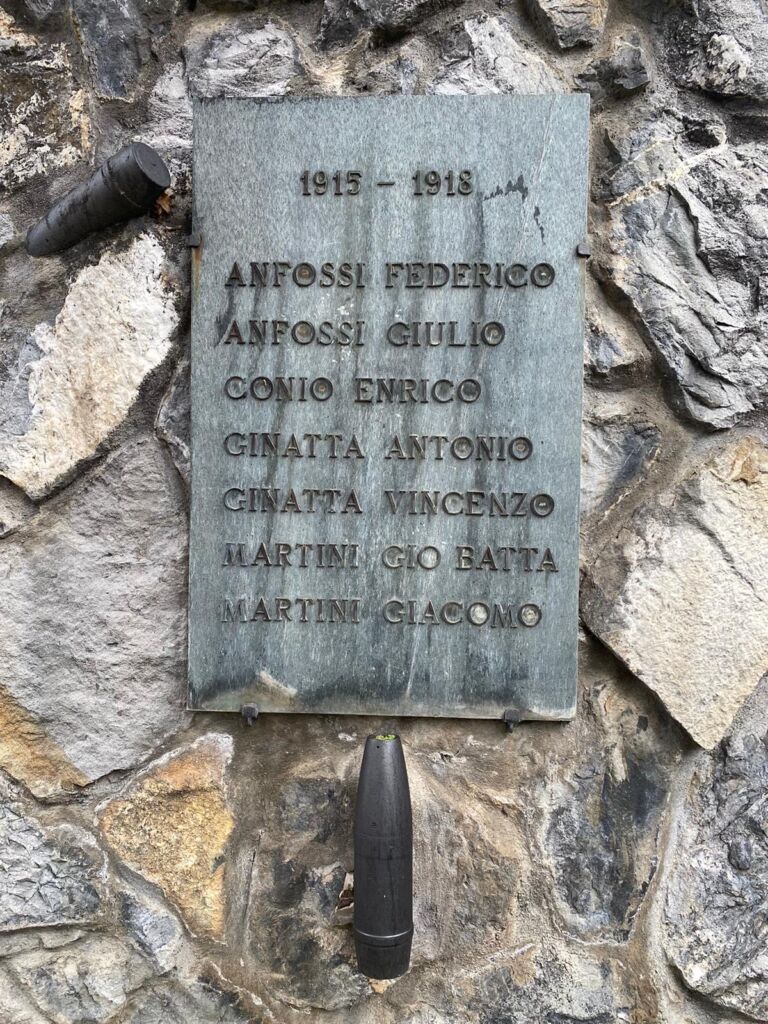 1915 - 1918
ANFOSSI FEDERICO
ANFOSSI GIULIO
CONIO ENRICO
GINATTA ANTONIO
GINATTA VINCENZO
MARTINI GIO BATTA
MARTINI GIACOMO